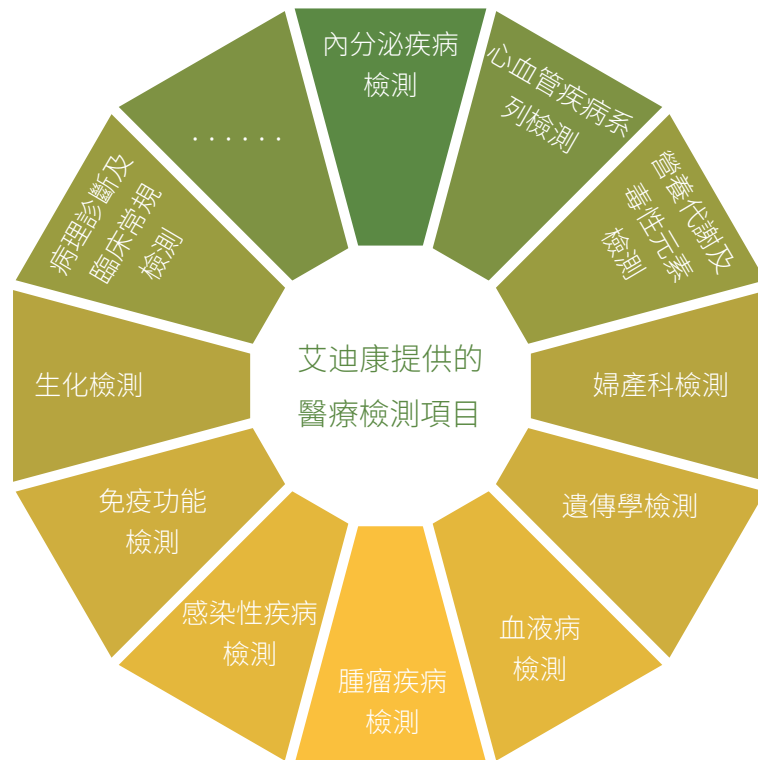 內分泌疾病
檢測
心血管疾病系
列檢測
營養代謝及
毒性元素
檢測
婦產科檢測
遺傳學檢測
血液病
檢測
腫瘤疾病
檢測
感染性疾病
檢測
免疫功能
檢測
生化檢測
病理診斷及
臨床常規
檢測
......
艾迪康提供的
醫療檢測項目